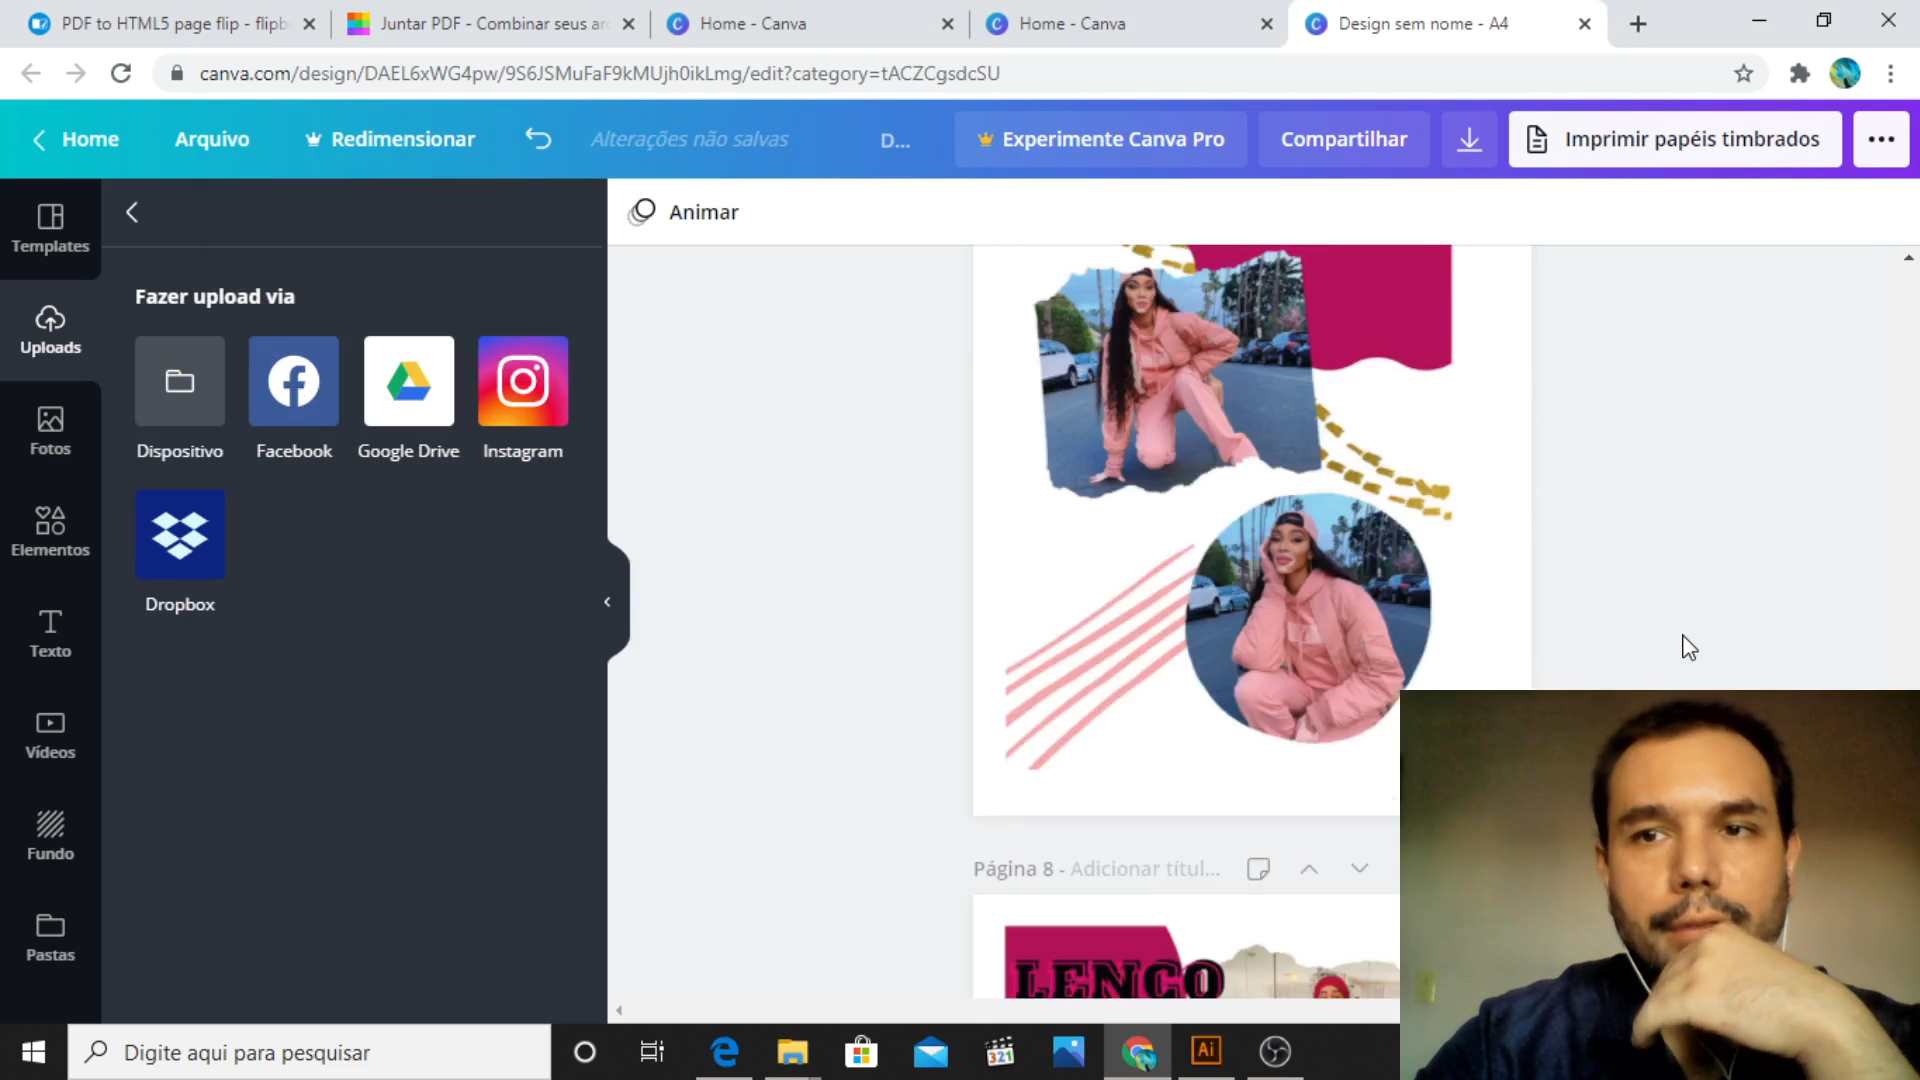 PDF to HTML5 page flip - flipb
Juntar PDF - Combinar seus ar
Home - Canva
Home - Canva
Design sem nome - A4
canva.com/design/DAEL6xWG4pw/9S6JSMuFaF9kMUjh0ikLmg/edit?category=tACZCgsdcSU
Home
Arquivo
Redimensionar
Alterações não salvas
D...
Experimente Canva Pro
Compartilhar
Imprimir papéis timbrados
Templates
Uploads
Fotos
Elementos
Texto
Vídeos
Fundo
Pastas
Fazer upload via
Dispositivo
Facebook
Google Drive
Instagram
Dropbox
Animar
Página 8 - Adicionar títul...
LENÇO
Digite aqui para pesquisar
321
Ai